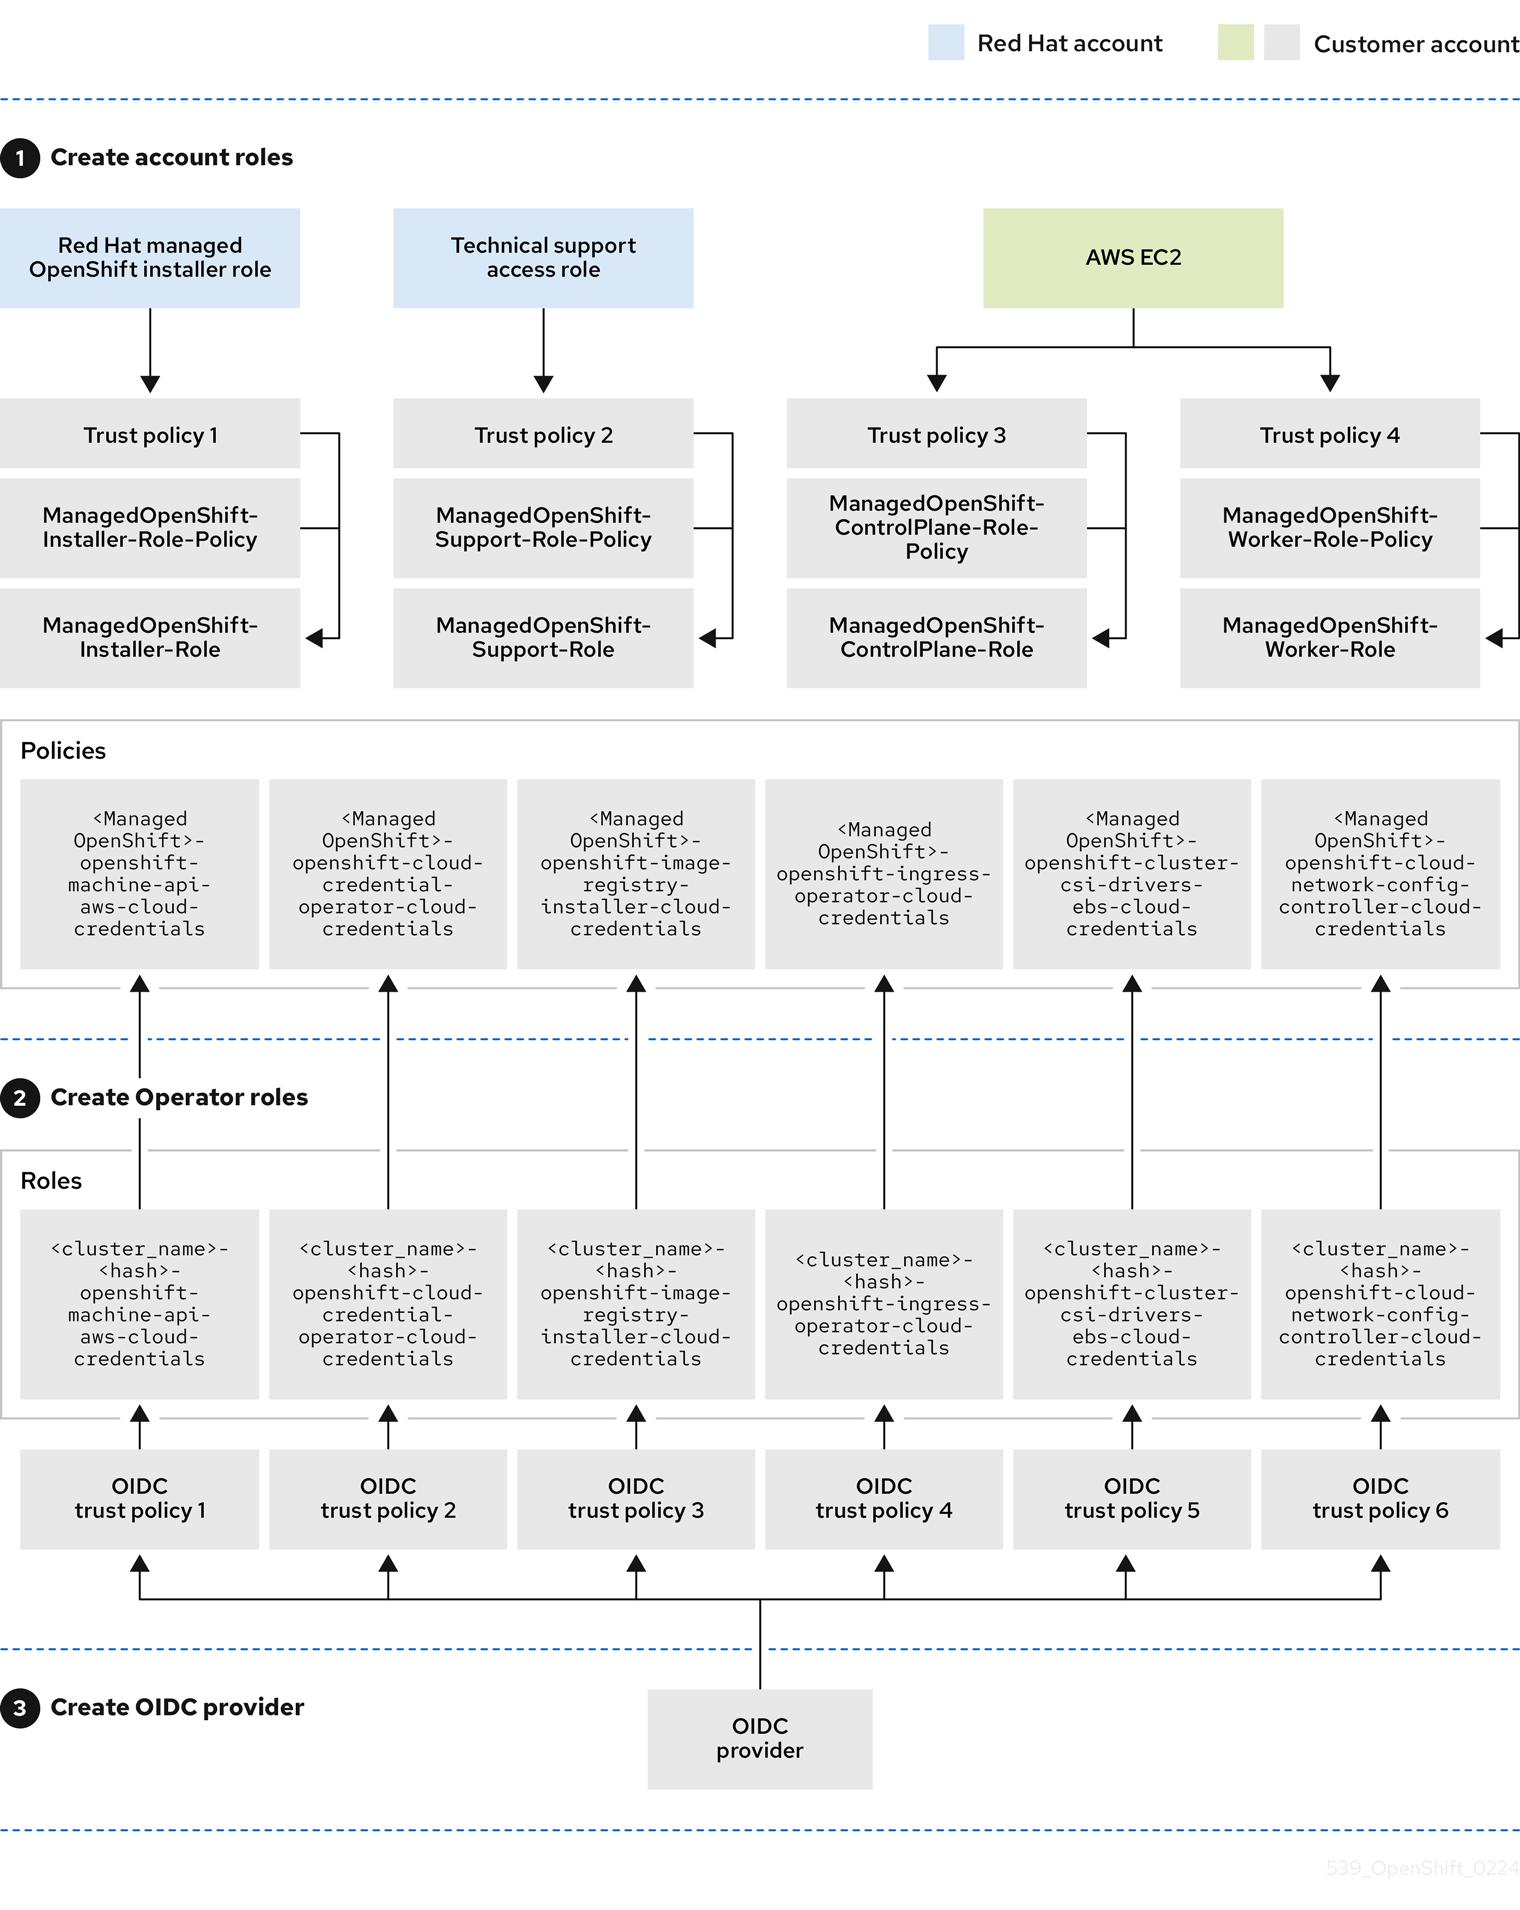 Red Hat account
Customer account
1 Create account roles
Red Hat managed
OpenShift installer role
Technical support
access role
AWS EC2
Trust policy 1
Trust policy 2
Trust policy 3
Trust policy 4
ManagedOpenShift-
Installer-Role-Policy
ManagedOpenShift-
Support-Role-Policy
ManagedOpenShift-
ControlPlane-Role-
Policy
ManagedOpenShift-
Worker-Role-Policy
ManagedOpenShift-
Installer-Role
ManagedOpenShift-
Support-Role
ManagedOpenShift-
ControlPlane-Role
ManagedOpenShift-
Worker-Role
Policies
<Managed
OpenShift>-
openshift-
machine-api-
aws-cloud-
credentials
<Managed
OpenShift>-
openshift-cloud-
credential-
operator-cloud-
credentials
<Managed
OpenShift>-
openshift-image-
registry-
installer-cloud-
credentials
<Managed
OpenShift>-
openshift-ingress-
operator-cloud-
credentials
<Managed
OpenShift>-
openshift-cluster-
csi-drivers-
ebs-cloud-
credentials
<Managed
OpenShift>-
openshift-cloud-
network-config-
controller-cloud-
credentials
2 Create Operator roles
Roles
<cluster_name>-
<hash>-
openshift-
machine-api-
aws-cloud-
credentials
<cluster_name>-
<hash>-
openshift-cloud-
credential-
operator-cloud-
credentials
<cluster_name>-
<hash>-
openshift-image-
registry-
installer-cloud-
credentials
<cluster_name>-
<hash>-
openshift-ingress-
operator-cloud-
credentials
<cluster_name>-
<hash>-
openshift-cluster-
csi-drivers-
ebs-cloud-
credentials
<cluster_name>-
<hash>-
openshift-cloud-
network-config-
controller-cloud-
credentials
OIDC
trust policy 1
OIDC
trust policy 2
OIDC
trust policy 3
OIDC
trust policy 4
OIDC
trust policy 5
OIDC
trust policy 6
3 Create OIDC provider
OIDC
provider
539_OpenShift_0224